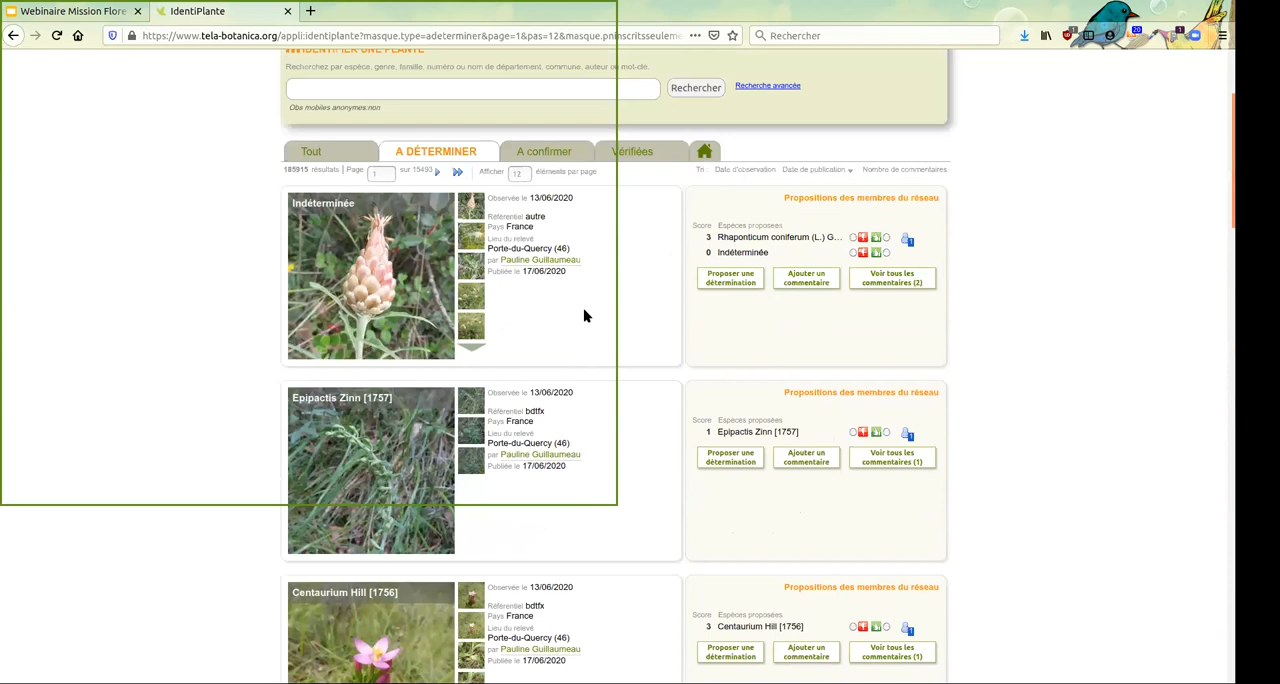 Webinaire Mission Flore
IdentiPlante
https://www.tela-botanica.org/appli:identiplante?masque.type=adeterminer&page=1&pas=12&masque.pninscritsseuleme
Rechercher
IDENTIFIER UNE PLANTE
Recherchez par espèce, genre, famille, numéro ou nom de département, commune, auteur ou mot-clé.
Rechercher
Recherche avancée
Obs mobiles anonymes:non
Tout
A DÉTERMINER
A confirmer
Vérifiées
185915 résultats | Page 1 sur 15493 Afficher 12 éléments par page
Tri : Date d'observation Date de publication Nombre de commentaires
Indéterminée
Observée le 13/06/2020
Référentiel autre
Pays France
Lieu du relevé
Porte-du-Quercy (46)
par Pauline Guillaumeau
Publiée le 17/06/2020
Propositions des membres du réseau
Score Espèces proposées
3 Rhaponticum coniferum (L.) G...
0 Indéterminée
Proposer une détermination
Ajouter un commentaire
Voir tous les commentaires (2)
Epipactis Zinn [1757]
Observée le 13/06/2020
Référentiel bdtfx
Pays France
Lieu du relevé
Porte-du-Quercy (46)
par Pauline Guillaumeau
Publiée le 17/06/2020
Propositions des membres du réseau
Score Espèces proposées
1 Epipactis Zinn [1757]
Proposer une détermination
Ajouter un commentaire
Voir tous les commentaires (1)
Centaurium Hill [1756]
Observée le 13/06/2020
Référentiel bdtfx
Pays France
Lieu du relevé
Porte-du-Quercy (46)
par Pauline Guillaumeau
Publiée le 17/06/2020
Propositions des membres du réseau
Score Espèces proposées
3 Centaurium Hill [1756]
Proposer une détermination
Ajouter un commentaire
Voir tous les commentaires (1)